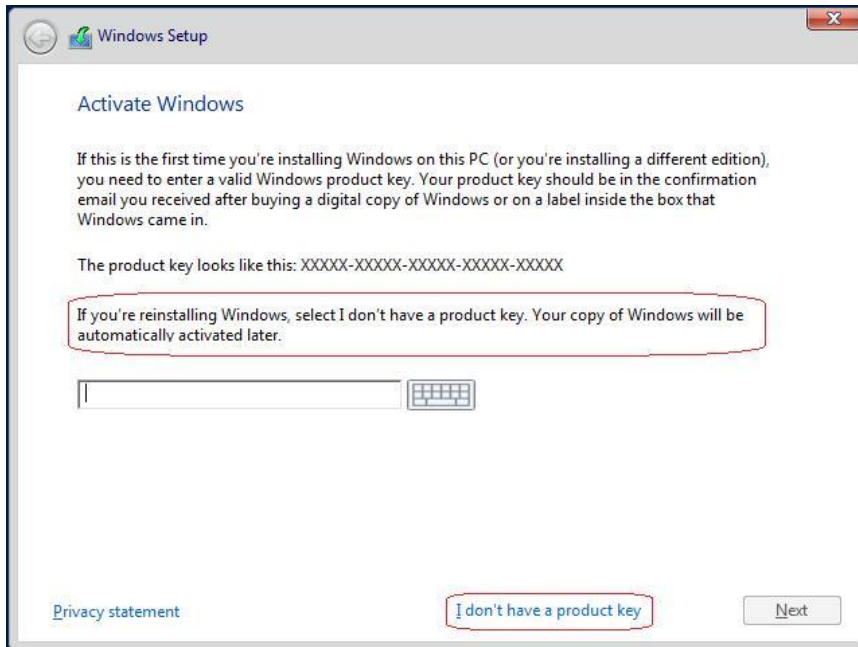 Windows Setup
Activate Windows
If this is the first time you're installing Windows on this PC (or you're installing a different edition),
you need to enter a valid Windows product key. Your product key should be in the confirmation
email you received after buying a digital copy of Windows or on a label inside the box that
Windows came in.
The product key looks like this: XXXXX-XXXXX-XXXXX-XXXXX-XXXXX
If you're reinstalling Windows, select I don't have a product key. Your copy of Windows will be
automatically activated later.
Privacy statement
I don't have a product key
Next